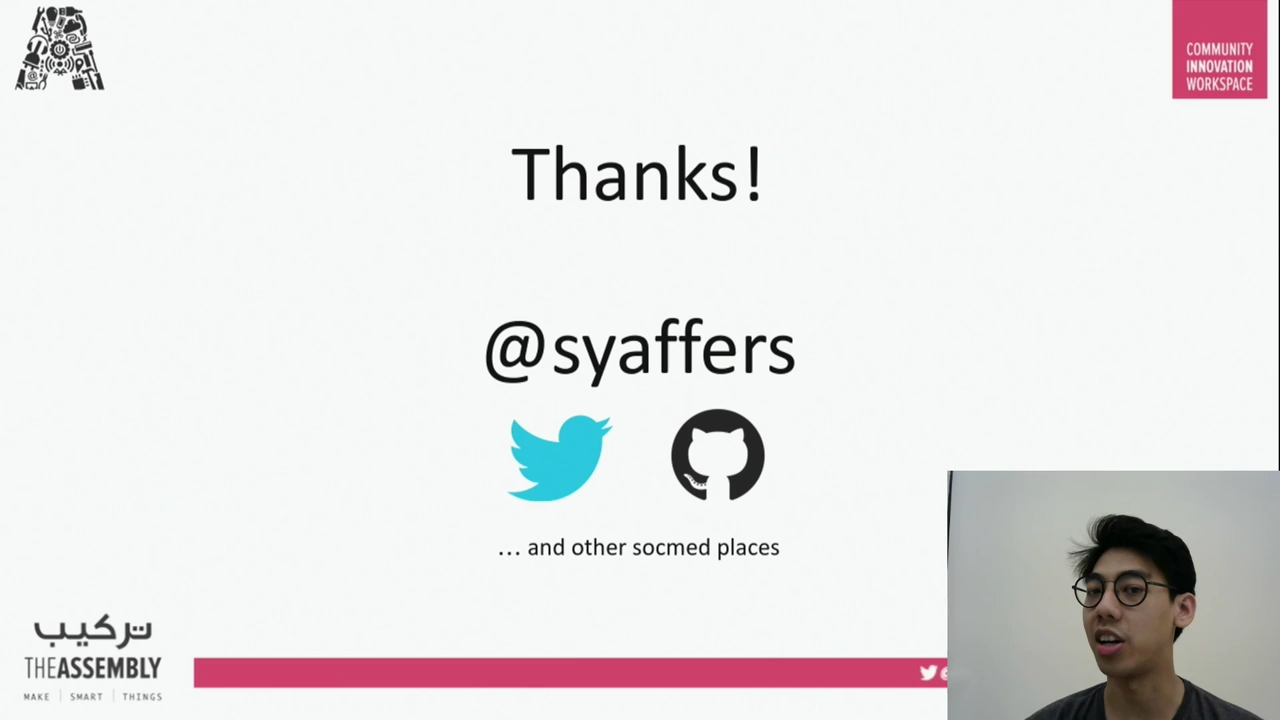 COMMUNITY
INNOVATION
WORKSPACE
Thanks!
@syaffers
... and other socmed places
تركيب
THEASSEMBLY
MAKE | SMART | THINGS